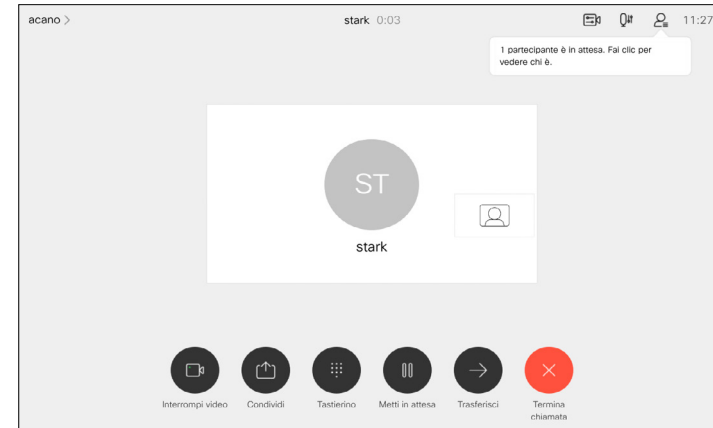 acano >
stark 0:03
11:27
1 partecipante è in attesa. Fai clic per
vedere chi è.
ST
stark
Interrompi video
Condividi
Tastierino
Metti in attesa
Trasferisci
Termina
chiamata